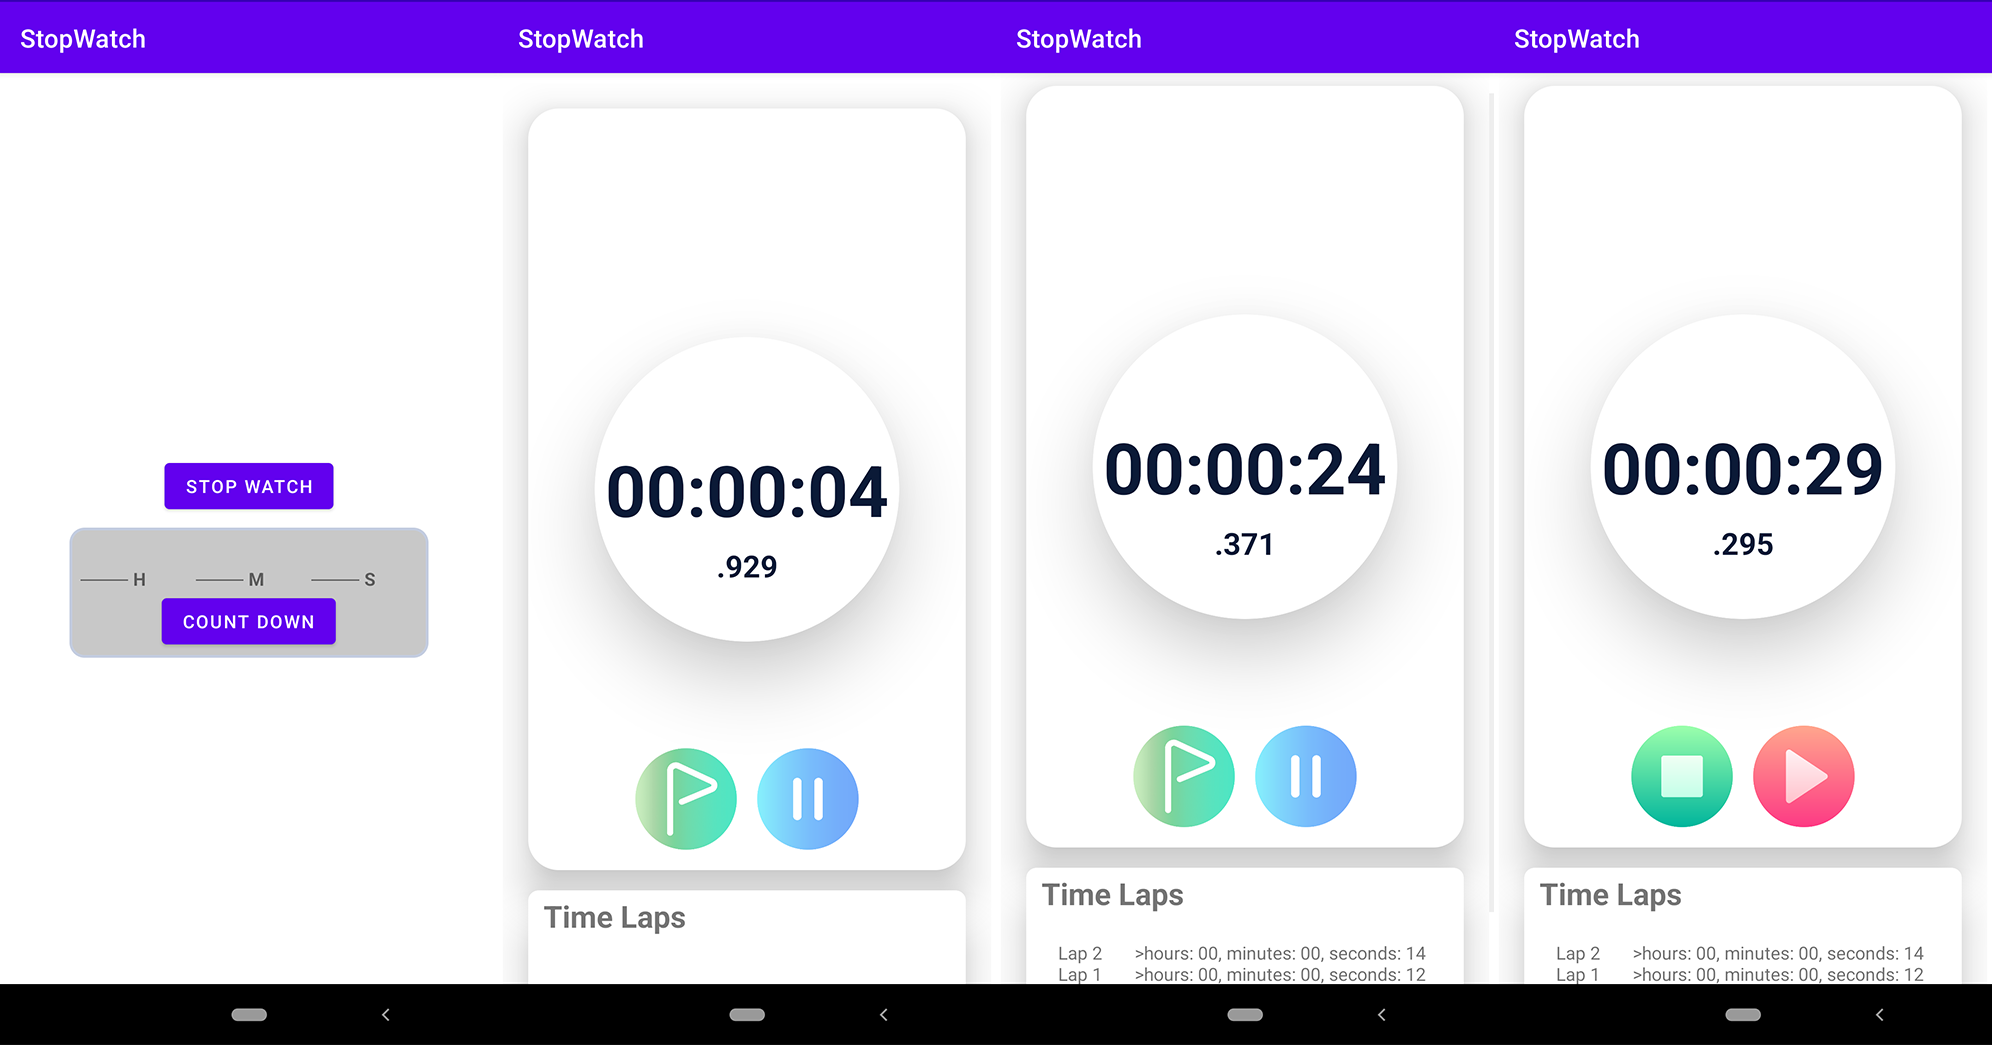 StopWatch
STOP WATCH
H M S
COUNT DOWN
StopWatch
00:00:04
.929
Time Laps
StopWatch
00:00:24
.371
Time Laps
Lap 2 >hours: 00, minutes: 00, seconds: 14
Lap 1 >hours: 00, minutes: 00, seconds: 12
StopWatch
00:00:29
.295
Time Laps
Lap 2 >hours: 00, minutes: 00, seconds: 14
Lap 1 >hours: 00, minutes: 00, seconds: 12